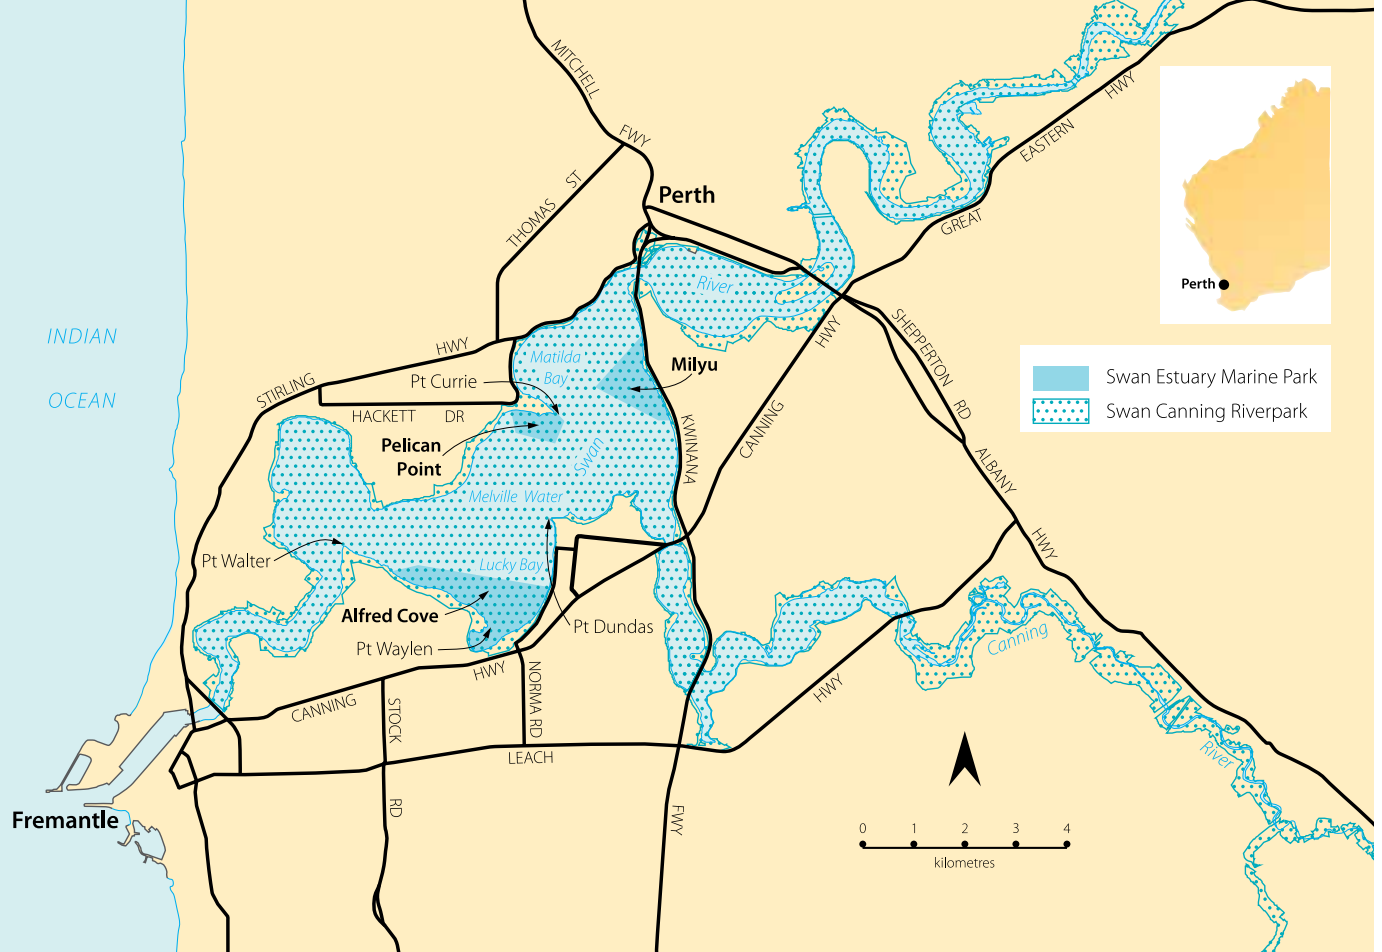 MITCHELL
FWY
THOMAS ST
Perth
EASTERN
HWY
GREAT
Perth
River
INDIAN
OCEAN
HWY
STIRLING
Matilda
Bay
Pt Currie
HACKETT DR
Milyu
Pelican
Point
KWINANA
CANNING
HWY
SHEPPERTON
RD
ALBANY
HWY
Swan Estuary Marine Park
Swan Canning Riverpark
Swan
Melville Water
Pt Walter
Lucky Bay
Alfred Cove
Pt Waylen
Pt Dundas
HWY
CANNING
STOCK
RD
NORMA RD
LEACH
HWY
FWY
Canning
River
Fremantle
0 1 2 3 4
kilometres